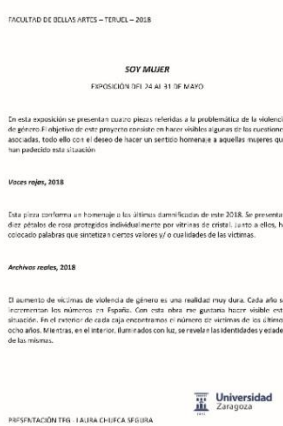 FACULTAD DE BELLAS ARTES – TERUEL – 2018
SOY MUJER
EXPOSICIÓN DEL 24 AL 31 DE MAYO
En esta exposición se presentan cuatro piezas referidas a la problemática de la violenci
de género. El objetivo de este proyecto consiste en hacer visibles algunas de las cuestione
asociadas, todo ello con el deseo de hacer un sentido homenaje a aquellas mujeres qu
han padecido esta situación
Voces rojas, 2018
Esta pieza conforma un homenaje a las últimas damnificadas de este 2018. Se presenta
diez pétalos de rosa protegidos individualmente por vitrinas de cristal. Junto a ellos, h
colocado palabras que sintetizan ciertos valores y/ o cualidades de las víctimas.
Archivos reales, 2018
El aumento de víctimas de violencia de género es una realidad muy dura. Cada año s
incrementan los números en España. Con esta obra me gustaría hacer visible est
situación. En el exterior de cada caja encontramos el número de víctimas de los último
ocho años. Mientras, en el interior, iluminados con luz, se revelan las identidades y edade
de las mismas.
Universidad
Zaragoza
PRESENTACIÓN TFG - LAURA CHUECA SEGURA